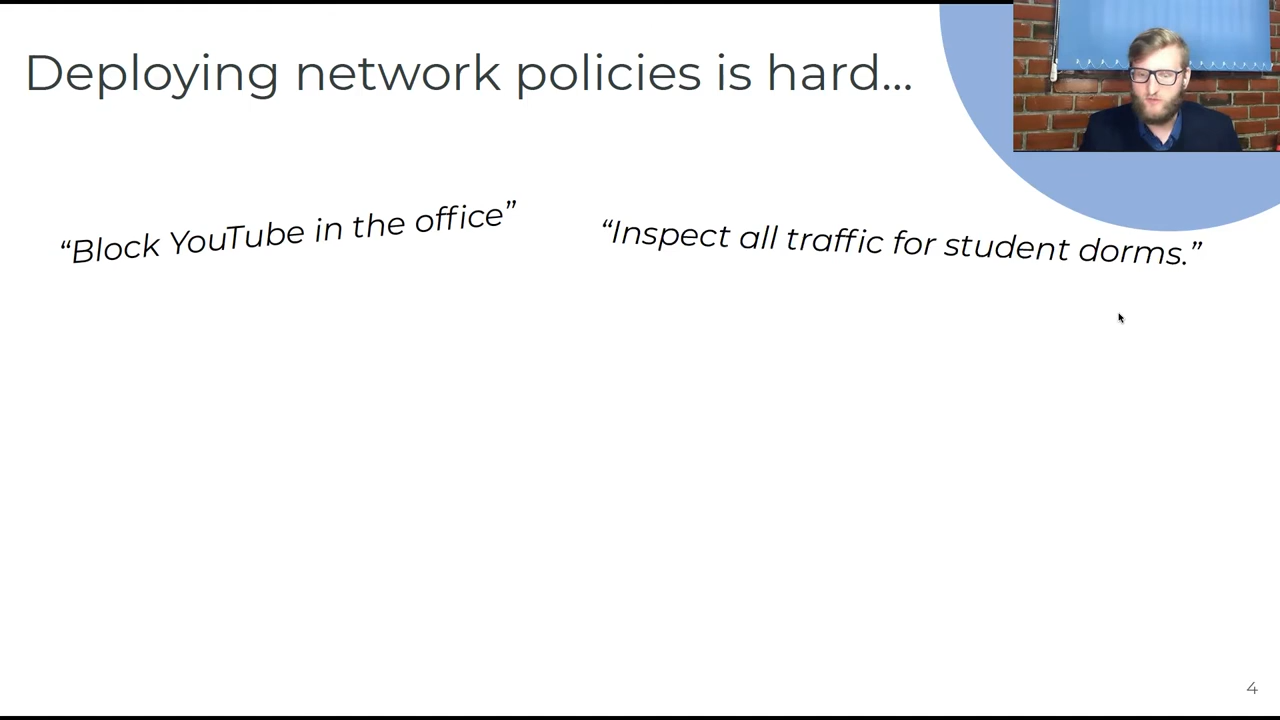 Deploying network policies is hard...
“Block YouTube in the office”
“Inspect all traffic for student dorms.”
4